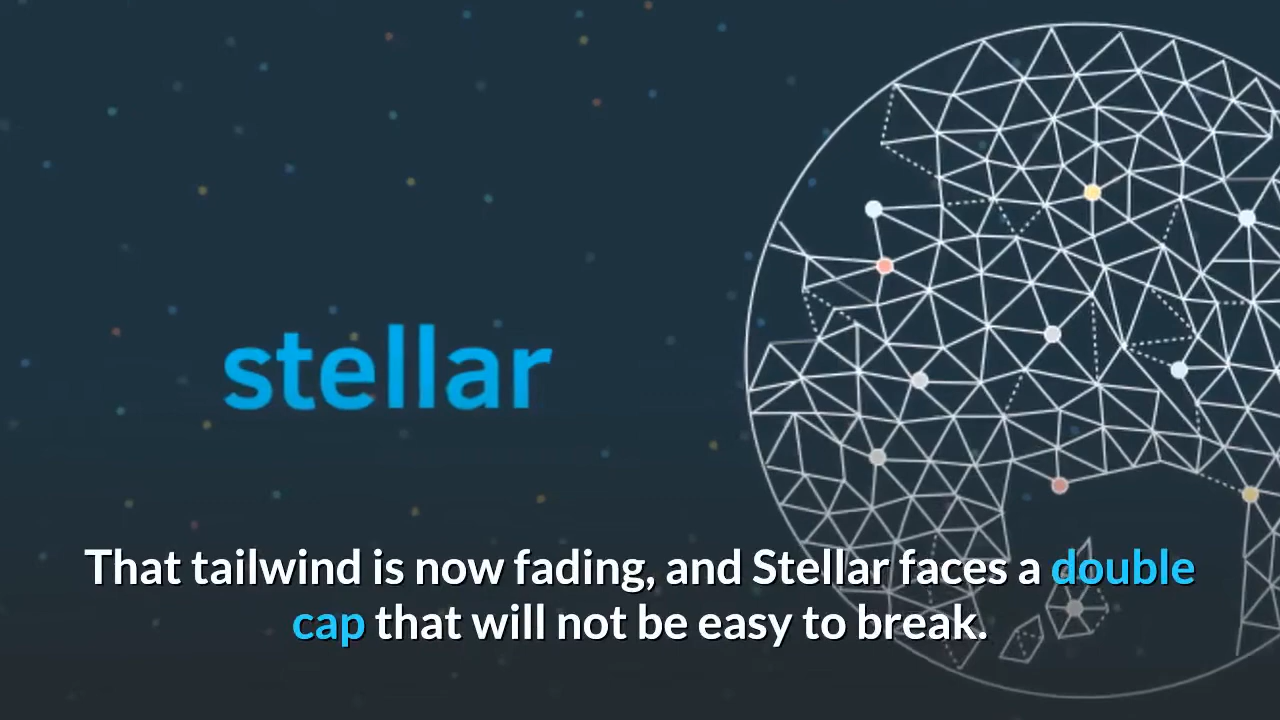 stellar
That tailwind is now fading, and Stellar faces a double
cap that will not be easy to break.